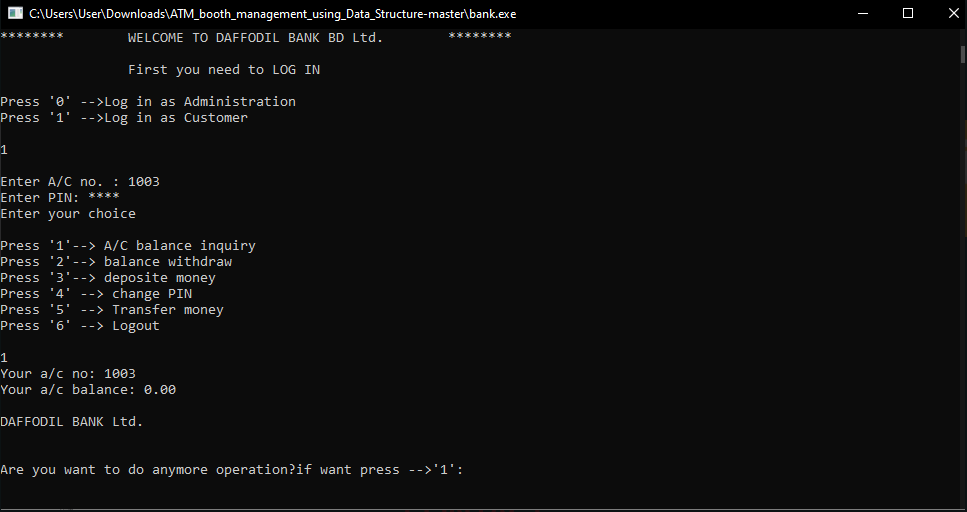 C:\Users\User\Downloads\ATM_booth_management_using_Data_Structure-master\bank.exe
******** WELCOME TO DAFFODIL BANK BD Ltd. ********
First you need to LOG IN
Press '0' -->Log in as Administration
Press '1' -->Log in as Customer
1
Enter A/C no. : 1003
Enter PIN: ****
Enter your choice
Press '1'--> A/C balance inquiry
Press '2'--> balance withdraw
Press '3'--> deposite money
Press '4' --> change PIN
Press '5' --> Transfer money
Press '6' --> Logout
1
Your a/c no: 1003
Your a/c balance: 0.00
DAFFODIL BANK Ltd.
Are you want to do anymore operation?if want press -->'1':